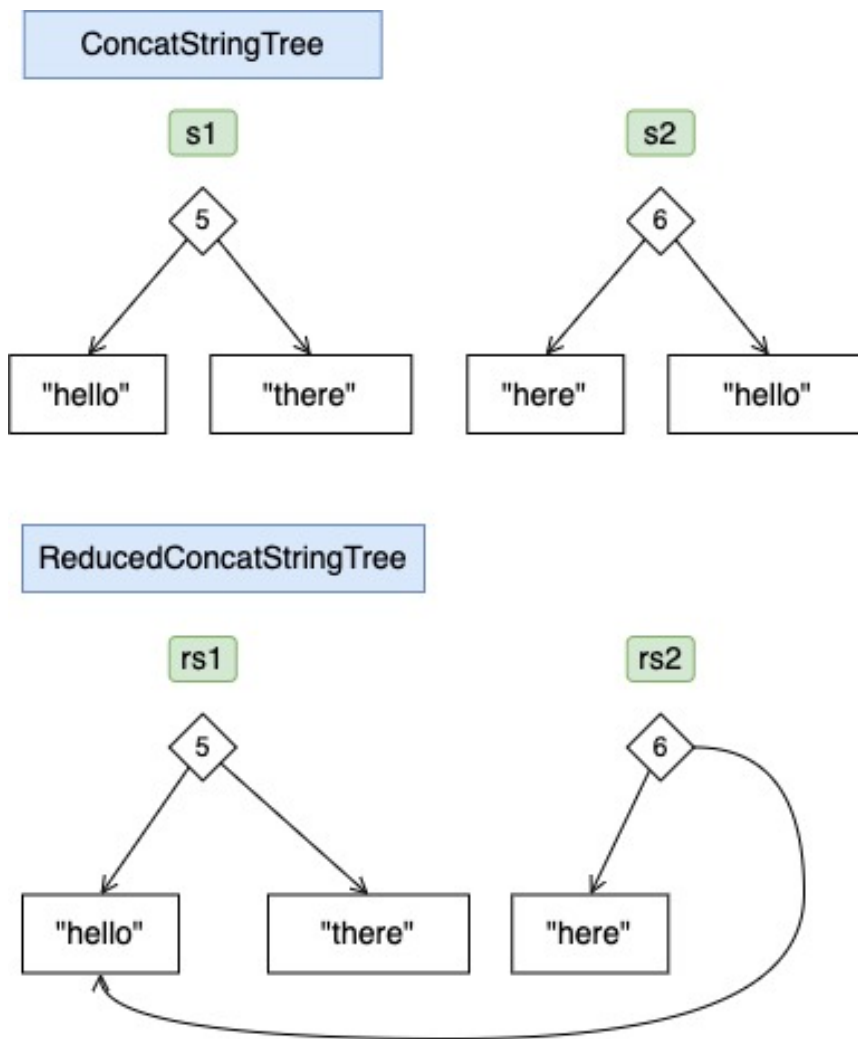 ConcatStringTree
s1
s2
5
6
"hello"
"there"
"here"
"hello"
ReducedConcatStringTree
rs1
rs2
5
6
"hello"
"there"
"here"